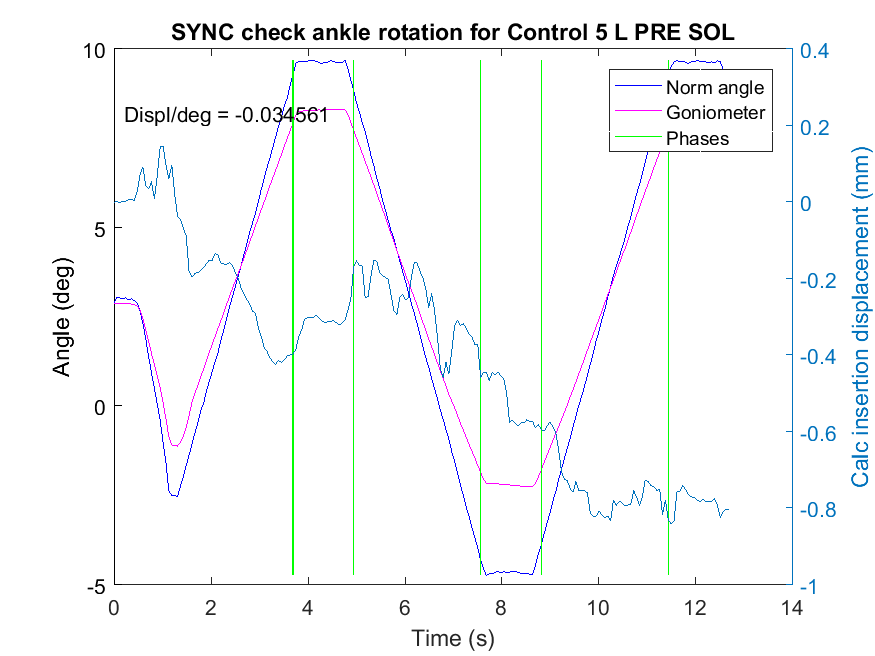 SYNC check ankle rotation for Control 5 L PRE SOL
10
5
0
-5
Angle (deg)
Displ/deg = -0.034561
Norm angle
Goniometer
Phases
0.4
0.2
0
-0.2
-0.4
-0.6
-0.8
-1
Calc insertion displacement (mm)
0 2 4 6 8 10 12 14
Time (s)